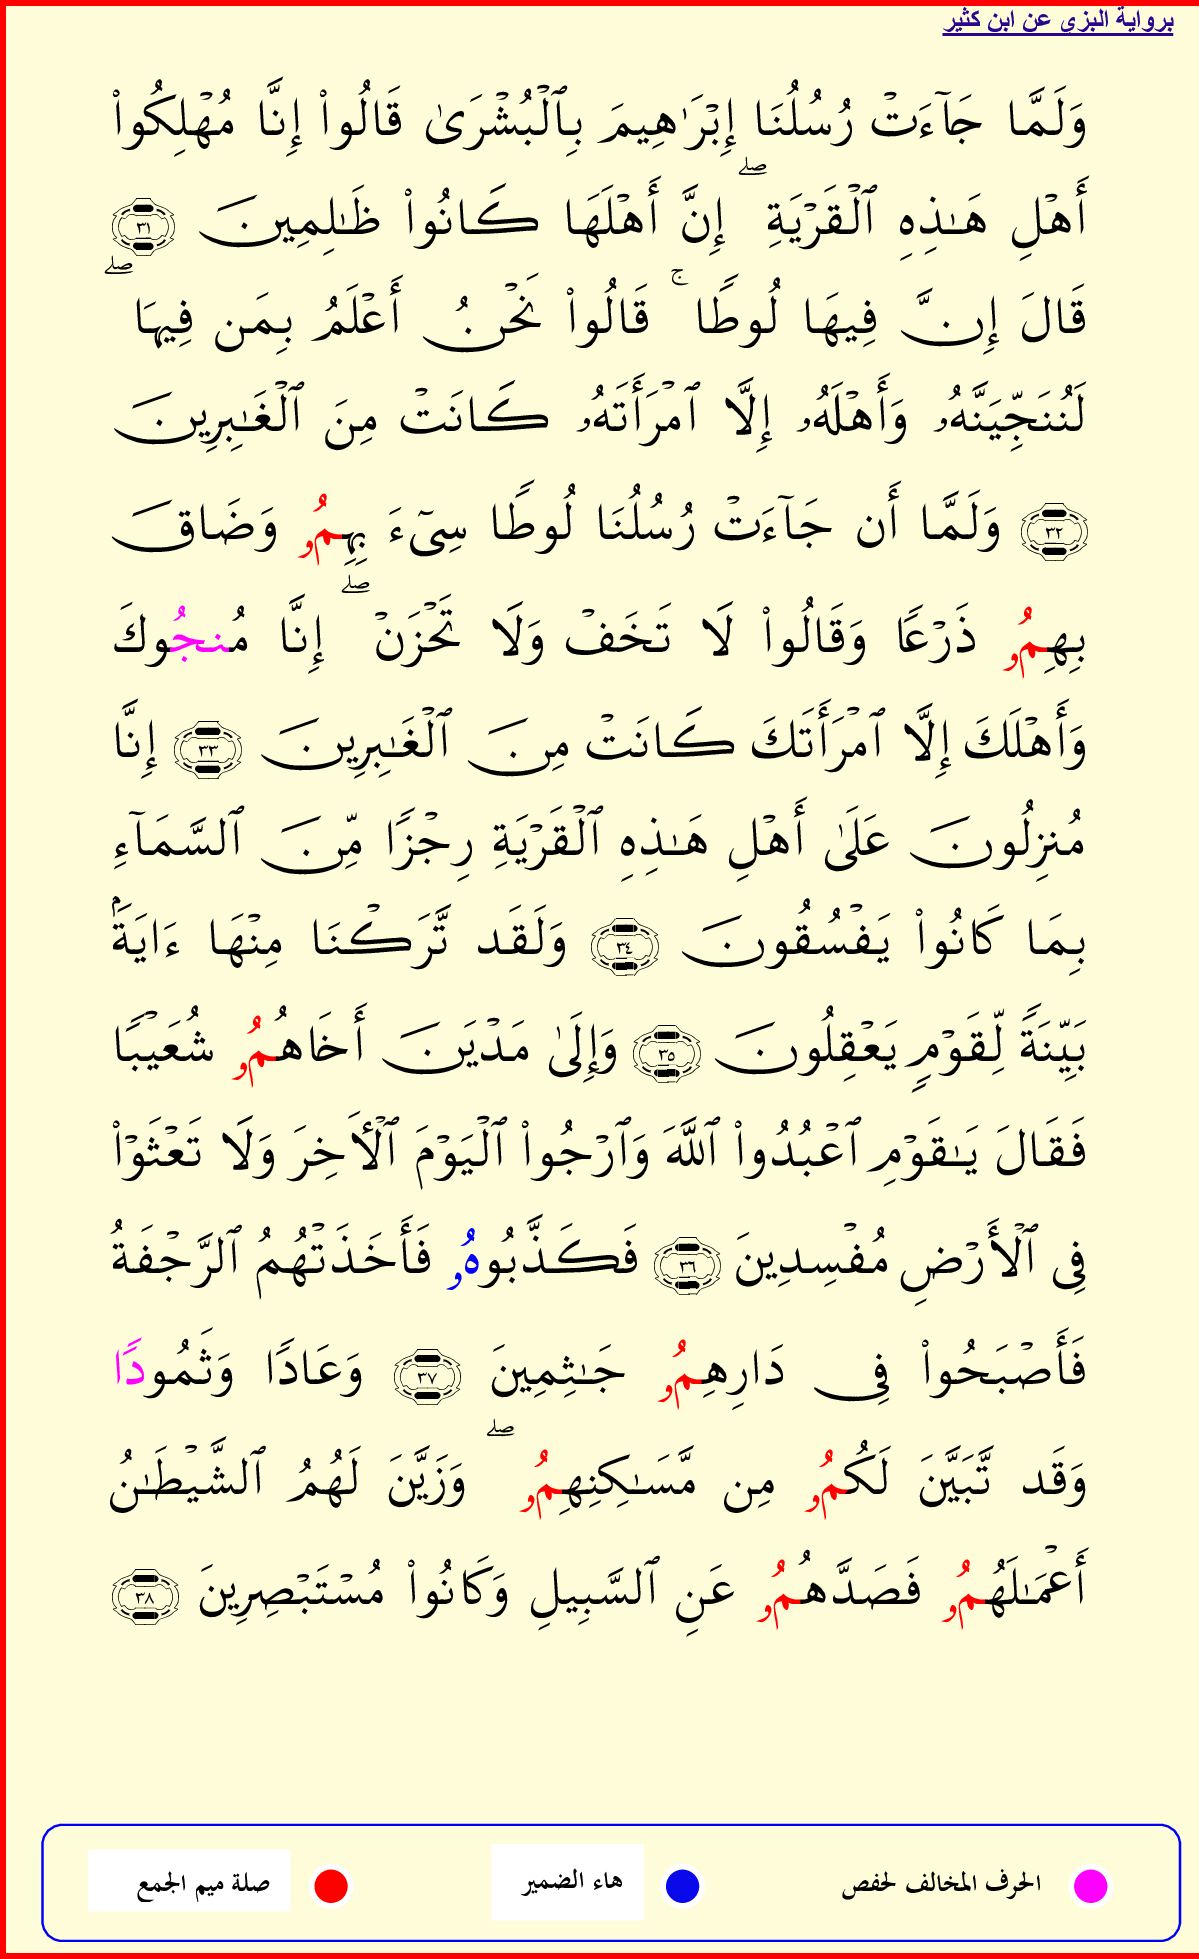 برواية البزي عن ابن كثير
وَلَمَّا جَآءَتْ رُسُلُنَا إِبْرَٰهِيمَ بِٱلْبُشْرَىٰ قَالُوا۟ إِنَّا مُهْلِكُوا۟
أَهْلِ هَـٰذِهِ ٱلْقَرْيَةِ ۖ إِنَّ أَهْلَهَا كَانُوا۟ ظَـٰلِمِينَ ٣١
قَالَ إِنَّ فِيهَا لُوطًا ۚ قَالُوا۟ نَحْنُ أَعْلَمُ بِمَن فِيهَا ۖ
لَنُنَجِّيَنَّهُۥ وَأَهْلَهُۥ إِلَّا ٱمْرَأَتَهُۥ كَانَتْ مِنَ ٱلْغَـٰبِرِينَ
٣٢ وَلَمَّا أَن جَآءَتْ رُسُلُنَا لُوطًا سِىٓءَ بِهِمُۥ وَضَاقَ
بِهِمُۥ ذَرْعًا وَقَالُوا۟ لَا تَخَفْ وَلَا تَحْزَنْ ۖ إِنَّا مُنجُوكَ
وَأَهْلَكَ إِلَّا ٱمْرَأَتَكَ كَانَتْ مِنَ ٱلْغَـٰبِرِينَ ٣٣ إِنَّا
مُنزِلُونَ عَلَىٰ أَهْلِ هَـٰذِهِ ٱلْقَرْيَةِ رِجْزًا مِّنَ ٱلسَّمَآءِ
بِمَا كَانُوا۟ يَفْسُقُونَ ٣٤ وَلَقَد تَّرَكْنَا مِنْهَا ءَايَةَۢ
بَيِّنَةً لِّقَوْمٍ يَعْقِلُونَ ٣٥ وَإِلَىٰ مَدْيَنَ أَخَاهُمُۥ شُعَيْبًا
فَقَالَ يَـٰقَوْمِ ٱعْبُدُوا۟ ٱللَّهَ وَٱرْجُوا۟ ٱلْيَوْمَ ٱلْـَٔاخِرَ وَلَا تَعْثَوْا۟
فِى ٱلْأَرْضِ مُفْسِدِينَ ٣٦ فَكَذَّبُوهُۥ فَأَخَذَتْهُمُ ٱلرَّجْفَةُ
فَأَصْبَحُوا۟ فِى دَارِهِمُۥ جَـٰثِمِينَ ٣٧ وَعَادًا وَثَمُودًا
وَقَد تَّبَيَّنَ لَكُمُۥ مِن مَّسَـٰكِنِهِمُۥ ۖ وَزَيَّنَ لَهُمُ ٱلشَّيْطَـٰنُ
أَعْمَـٰلَهُمُۥ فَصَدَّهُمُۥ عَنِ ٱلسَّبِيلِ وَكَانُوا۟ مُسْتَبْصِرِينَ ٣٨
الحرف المخالف لحفص هاء الضمير صلة ميم الجمع